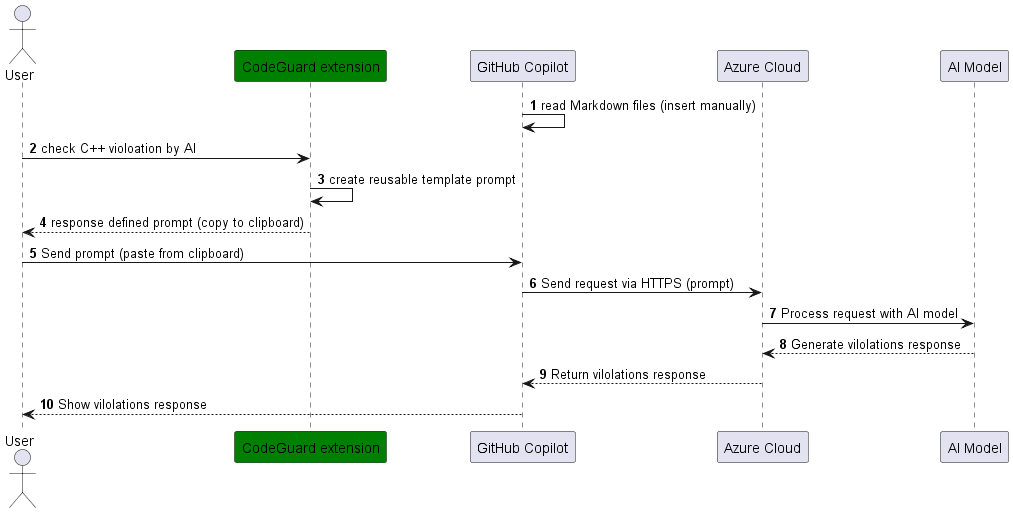 User
CodeGuard extension
GitHub Copilot
Azure Cloud
AI Model
1 read Markdown files (insert manually)
2 check C++ violoation by AI
3 create reusable template prompt
4 response defined prompt (copy to clipboard)
5 Send prompt (paste from clipboard)
6 Send request via HTTPS (prompt)
7 Process request with AI model
8 Generate vilolations response
9 Return vilolations response
10 Show vilolations response
User
CodeGuard extension
GitHub Copilot
Azure Cloud
AI Model